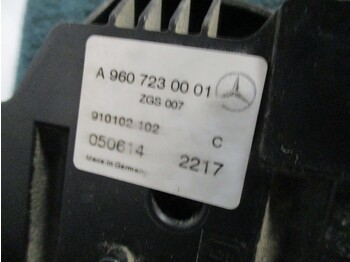 A 960 723 00 01
ZGS 007
910102 102 C
050614 2217
Made in Germany